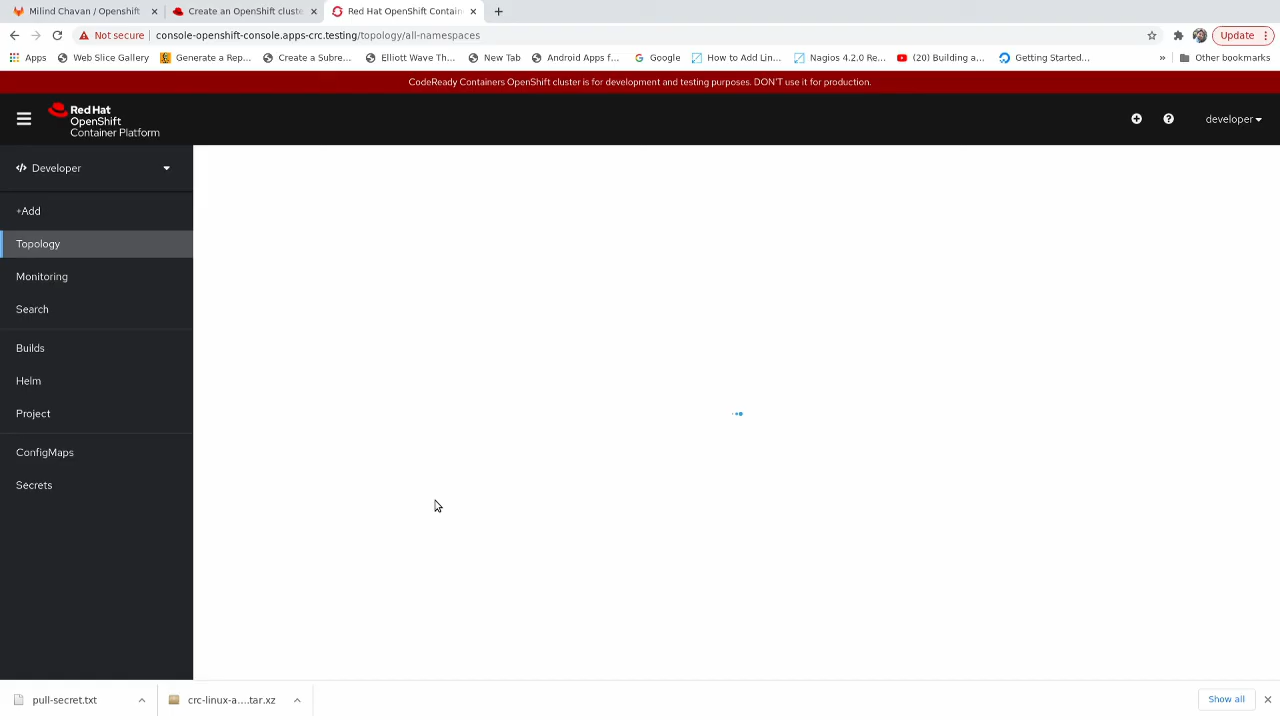 Milind Chavan / Openshift
Create an OpenShift cluste
Red Hat OpenShift Contain
Not secure
console-openshift-console.apps-crc.testing/topology/all-namespaces
Update
Apps
Web Slice Gallery
Generate a Rep...
Create a Subre...
Elliott Wave Th...
New Tab
Android Apps f...
Google
How to Add Lin...
Nagios 4.2.0 Re...
(20) Building a...
Getting Started...
»
Other bookmarks
CodeReady Containers OpenShift cluster is for development and testing purposes. DON'T use it for production.
Red Hat
OpenShift
Container Platform
developer
Developer
+Add
Topology
Monitoring
Search
Builds
Helm
Project
ConfigMaps
Secrets
pull-secret.txt
crc-linux-a....tar.xz
Show all